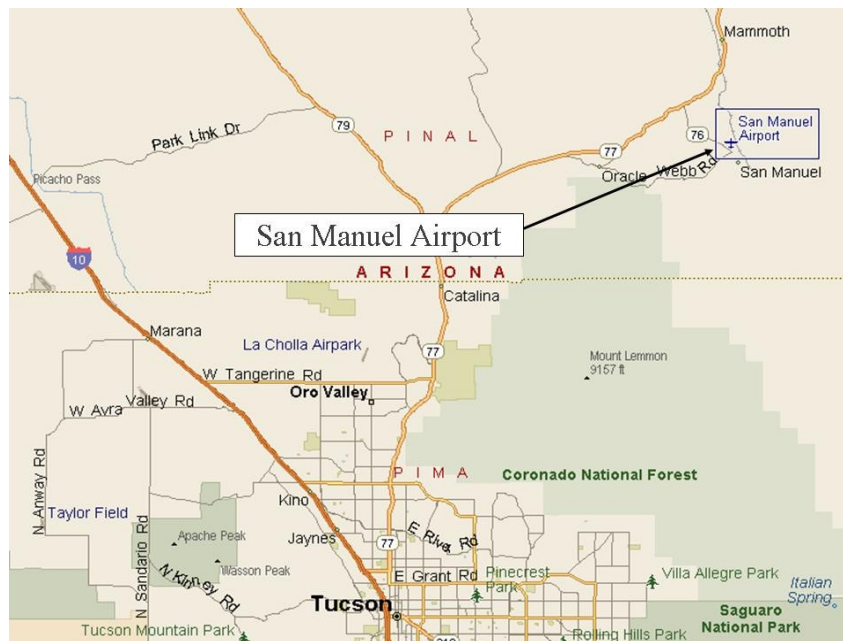 Mammoth
79
Park Link Dr
PINAL
76
San Manuel
Airport
77
Oracle
Webb Rd
San Manuel
Picacho Pass
San Manuel Airport
10
ARIZONA
Catalina
Marana
La Cholla Airpark
77
Mount Lemmon
9157 ft
W Tangerine Rd
Oro Valley
W Avra Valley Rd
N Anway Rd
PIMA
Coronado National Forest
Kino
Taylor Field
N Sandario Rd
Apache Peak
Jaynes
77
E River Rd
Wasson Peak
N Kinney Rd
E Grant Rd
Pinecrest
Park
Villa Allegre Park
Italian
Spring
Tucson
Saguaro
National Park
Tucson Mountain Park
Rolling Hills Park